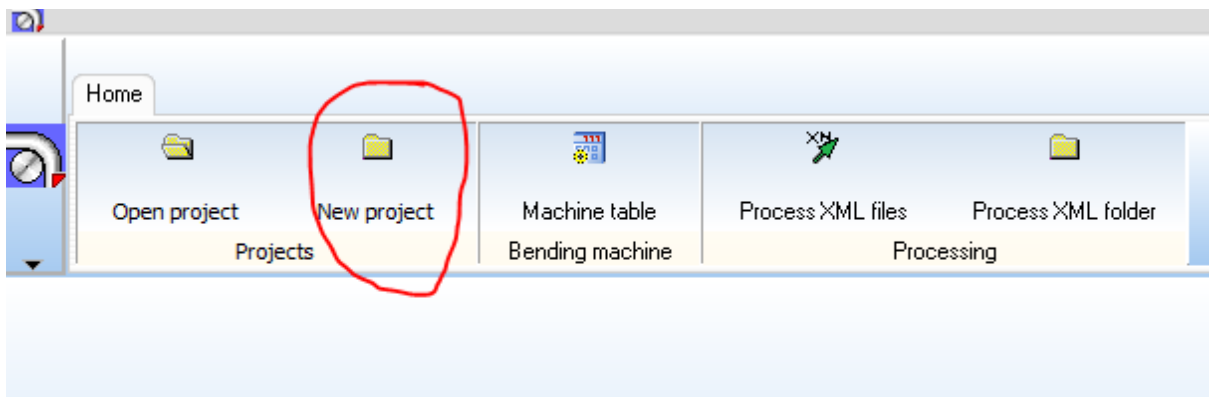 Home
Open project New project Machine table Process XML files Process XML folder
Projects Bending machine Processing